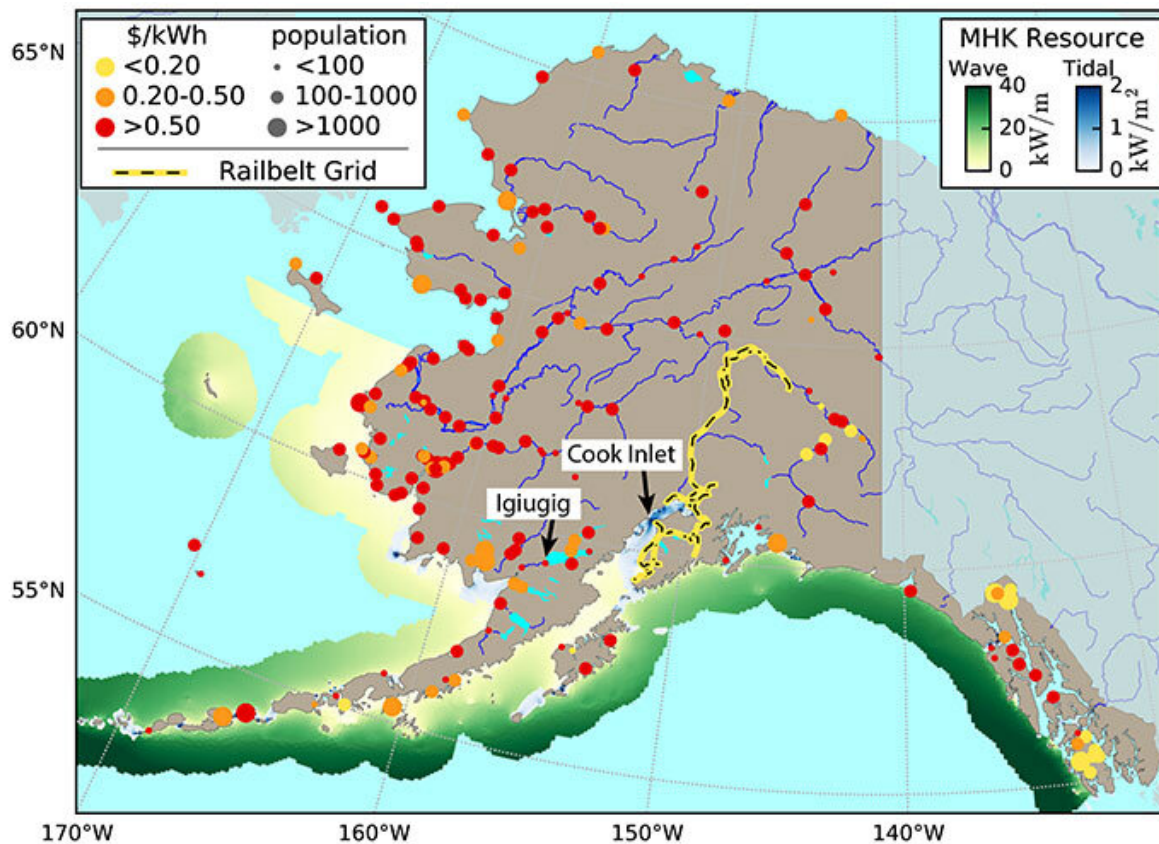 65°N
60°N
55°N
170°W
160°W
150°W
140°W
$/kWh population
<0.20 <100
0.20-0.50 100-1000
>0.50 >1000
Railbelt Grid
MHK Resource
Wave Tidal
40 2
20 kW/m 1 kW/m²
0 0
Cook Inlet
Igiugig